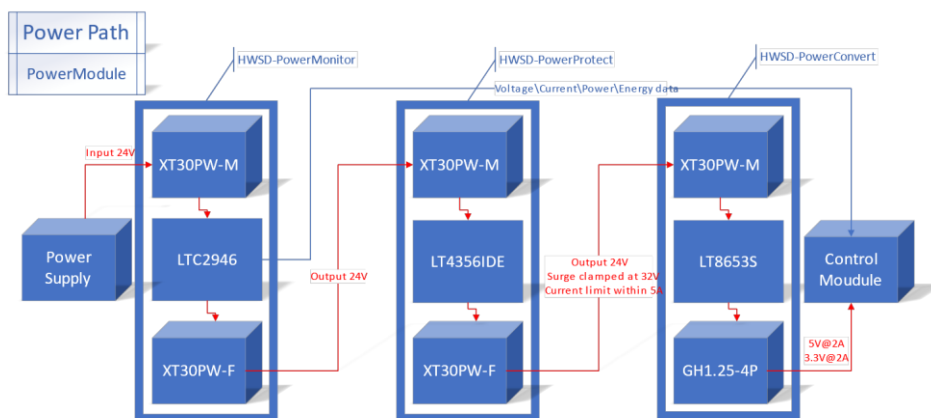 Power Path
PowerModule
HWSD-PowerMonitor
HWSD-PowerProtect
HWSD-PowerConvert
Voltage\Current\Power\Energy data
Input 24V
XT30PW-M
XT30PW-M
XT30PW-M
Power
Supply
LTC2946
LT4356IDE
LT8653S
Control
Moudule
Output 24V
Output 24V
Surge clamped at 32V
Current limit within 5A
XT30PW-F
XT30PW-F
GH1.25-4P
5V@2A
3.3V@2A